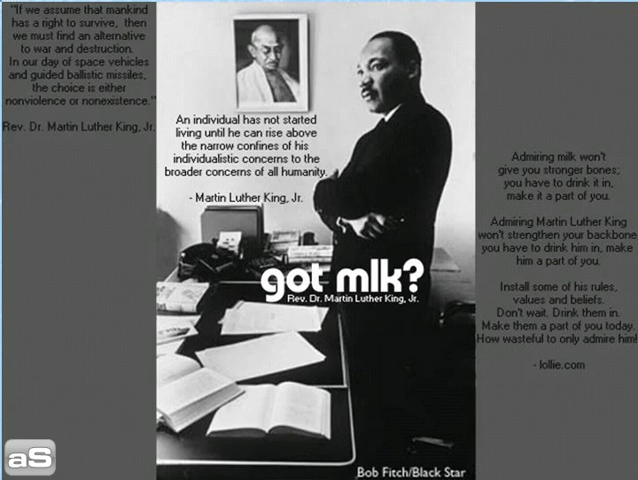 "If we assume that mankind
has a right to survive, then
we must find an alternative
to war and destruction.
In our day of space vehicles
and guided ballistic missiles,
the choice is either
nonviolence or nonexistence."
Rev. Dr. Martin Luther King, Jr.
An individual has not started
living until he can rise above
the narrow confines of his
individualistic concerns to the
broader concerns of all humanity.
- Martin Luther King, Jr.
got mlk?
Rev. Dr. Martin Luther King, Jr.
Admiring milk won't
give you stronger bones;
you have to drink it in,
make it a part of you.
Admiring Martin Luther King
won't strengthen your backbone
you have to drink him in, make
him a part of you.
Install some of his rules,
values and beliefs.
Don't wait. Drink them in.
Make them a part of you today.
How wasteful to only admire him!
- lollie.com
aS
Bob Fitch/Black Star